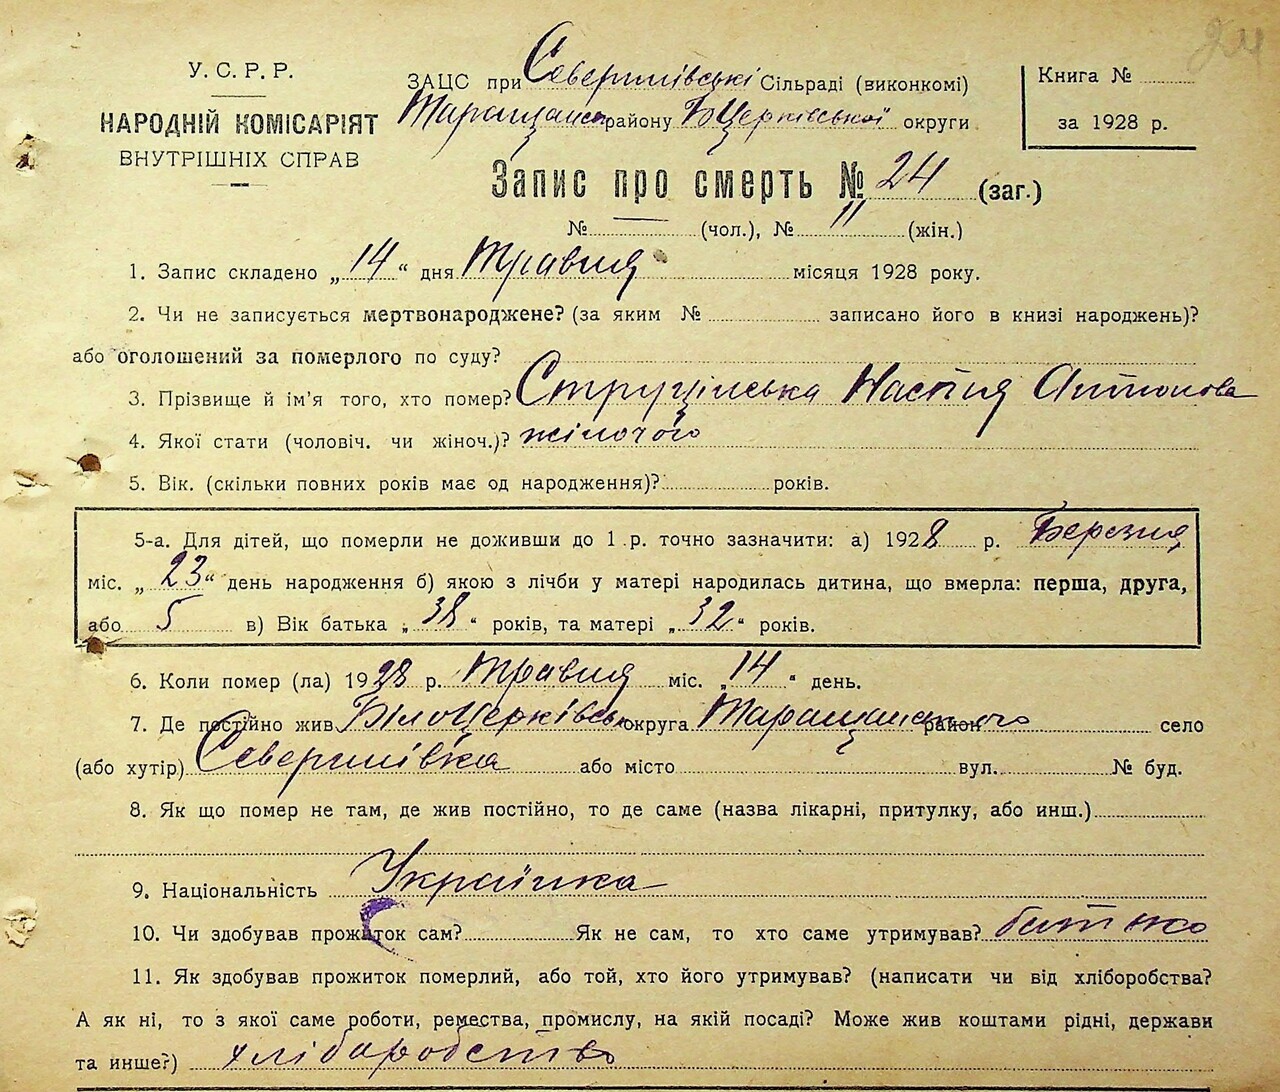 24
У.С.Р.Р.
НАРОДНІЙ КОМІСАРІЯТ
ВНУТРІШНІХ СПРАВ
ЗАЦС при Северинівські Сільраді (виконкомі)
Таращанськ району БЦерківської округи
Книга №
за 1928 р.
Запис про смерть № 24 (заг.)
№ (чол.), № 11 (жін.)
1. Запис складено „14“ дня Травня місяця 1928 року.
2. Чи не записується мертвонароджене? (за яким № записано його в книзі народжень)?
або оголошений за померлого по суду?
3. Прізвище й ім'я того, хто помер? Струцінська Настія Антонова
4. Якої стати (чоловіч. чи жіноч.)? жіночого
5. Вік. (скільки повних років має од народження)? років.
5-а. Для дітей, що померли не доживши до 1 р. точно зазначити: а) 1928 р. Березня
міс. „23“ день народження б) якою з лічби у матері народилась дитина, що вмерла: перша, друга,
або 5 в) Вік батька „38“ років, та матері „32“ років.
6. Коли помер (ла) 1928 р. Травня міс. „14“ день.
7. Де постійно жив БілоЦерківськ округа Таращанського район село
(або хутір) Северинівка або місто вул. № буд.
8. Як що помер не там, де жив постійно, то де саме (назва лікарні, притулку, або инш.)
9. Національність Українка
10. Чи здобував прожиток сам? Як не сам, то хто саме утримував? батько
11. Як здобував прожиток померлий, або той, хто його утримував? (написати чи від хліборобства?
А як ні, то з якої саме роботи, ремества, промислу, на якій посаді? Може жив коштами рідні, держави
та инше?) хліборобство